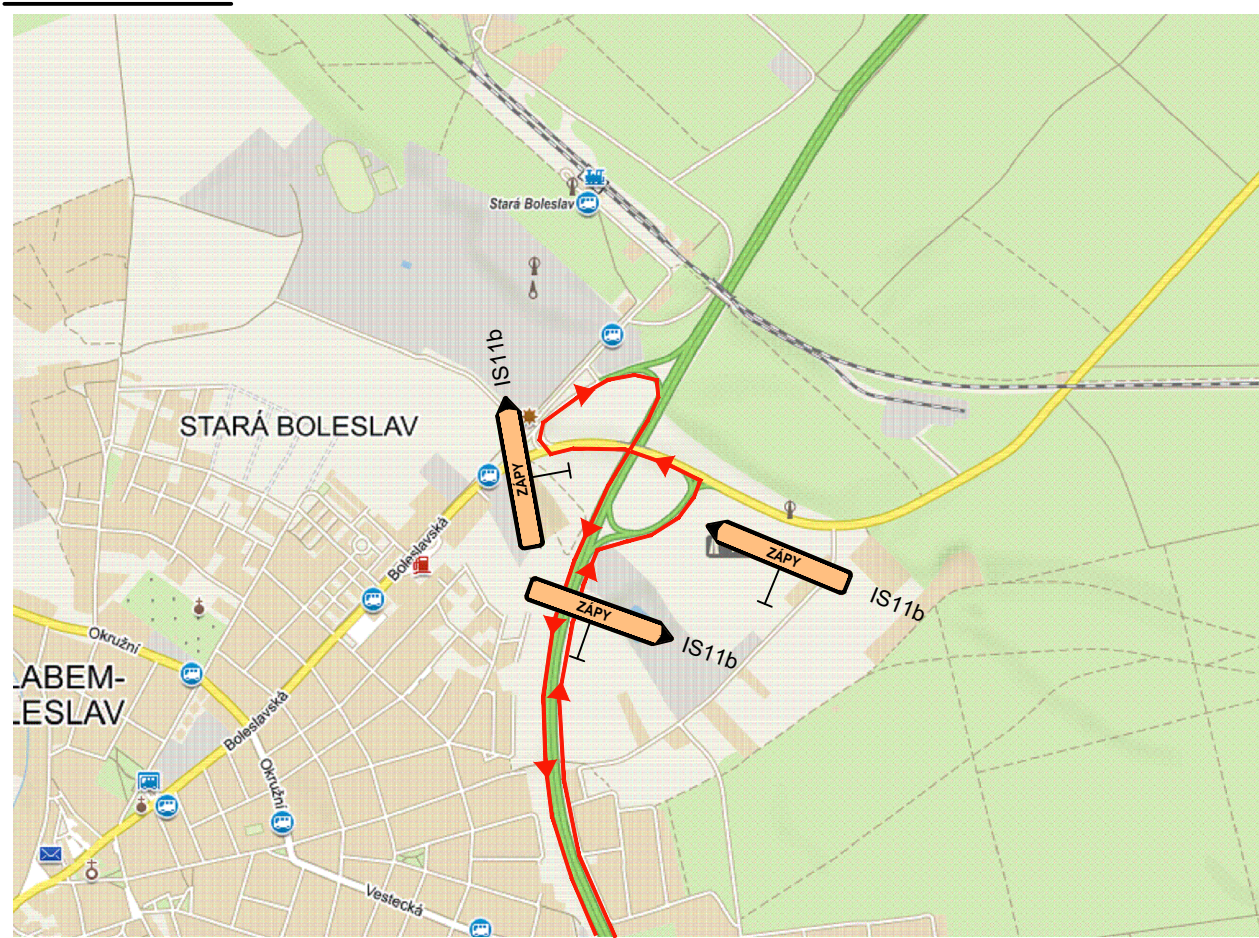 Stará Boleslav
IS11b
STARÁ BOLESLAV
ZÁPY
Boleslavská
ZÁPY
IS11b
ZÁPY
IS11b
Okružní
LABEM-
LESLAV
Boleslavská
Okružní
Vestecká